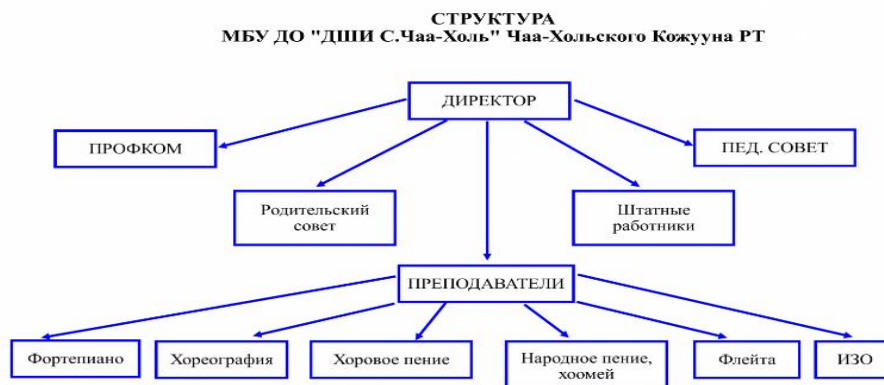 СТРУКТУРА
МБУ ДО "ДШИ С.Чаа-Холь" Чаа-Хольского Кожууна РТ
ДИРЕКТОР
ПРОФКОМ
ПЕД. СОВЕТ
Родительский
совет
Штатные
работники
ПРЕПОДАВАТЕЛИ
Фортепиано
Хореография
Хоровое пение
Народное пение,
хоомей
Флейта
ИЗО